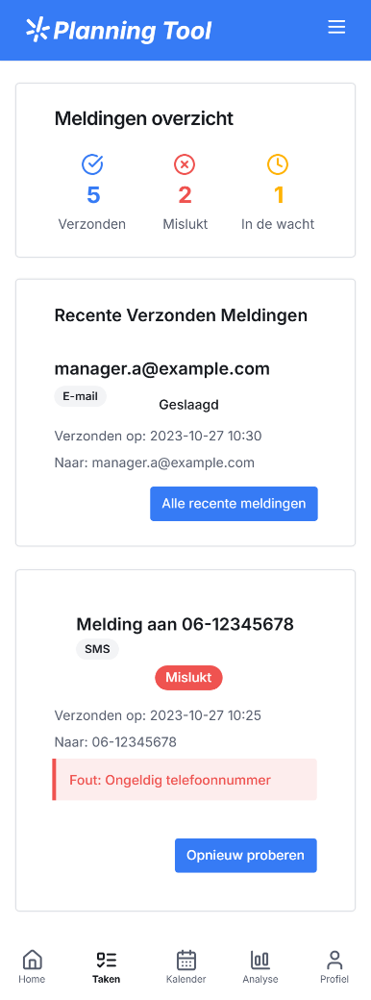 Planning Tool
Meldingen overzicht
5 2 1
Verzonden Mislukt In de wacht
Recente Verzonden Meldingen
manager.a@example.com
E-mail
Geslaagd
Verzonden op: 2023-10-27 10:30
Naar: manager.a@example.com
Alle recente meldingen
Melding aan 06-12345678
SMS
Mislukt
Verzonden op: 2023-10-27 10:25
Naar: 06-12345678
Fout: Ongeldig telefoonnummer
Opnieuw proberen
Home Taken Kalender Analyse Profiel